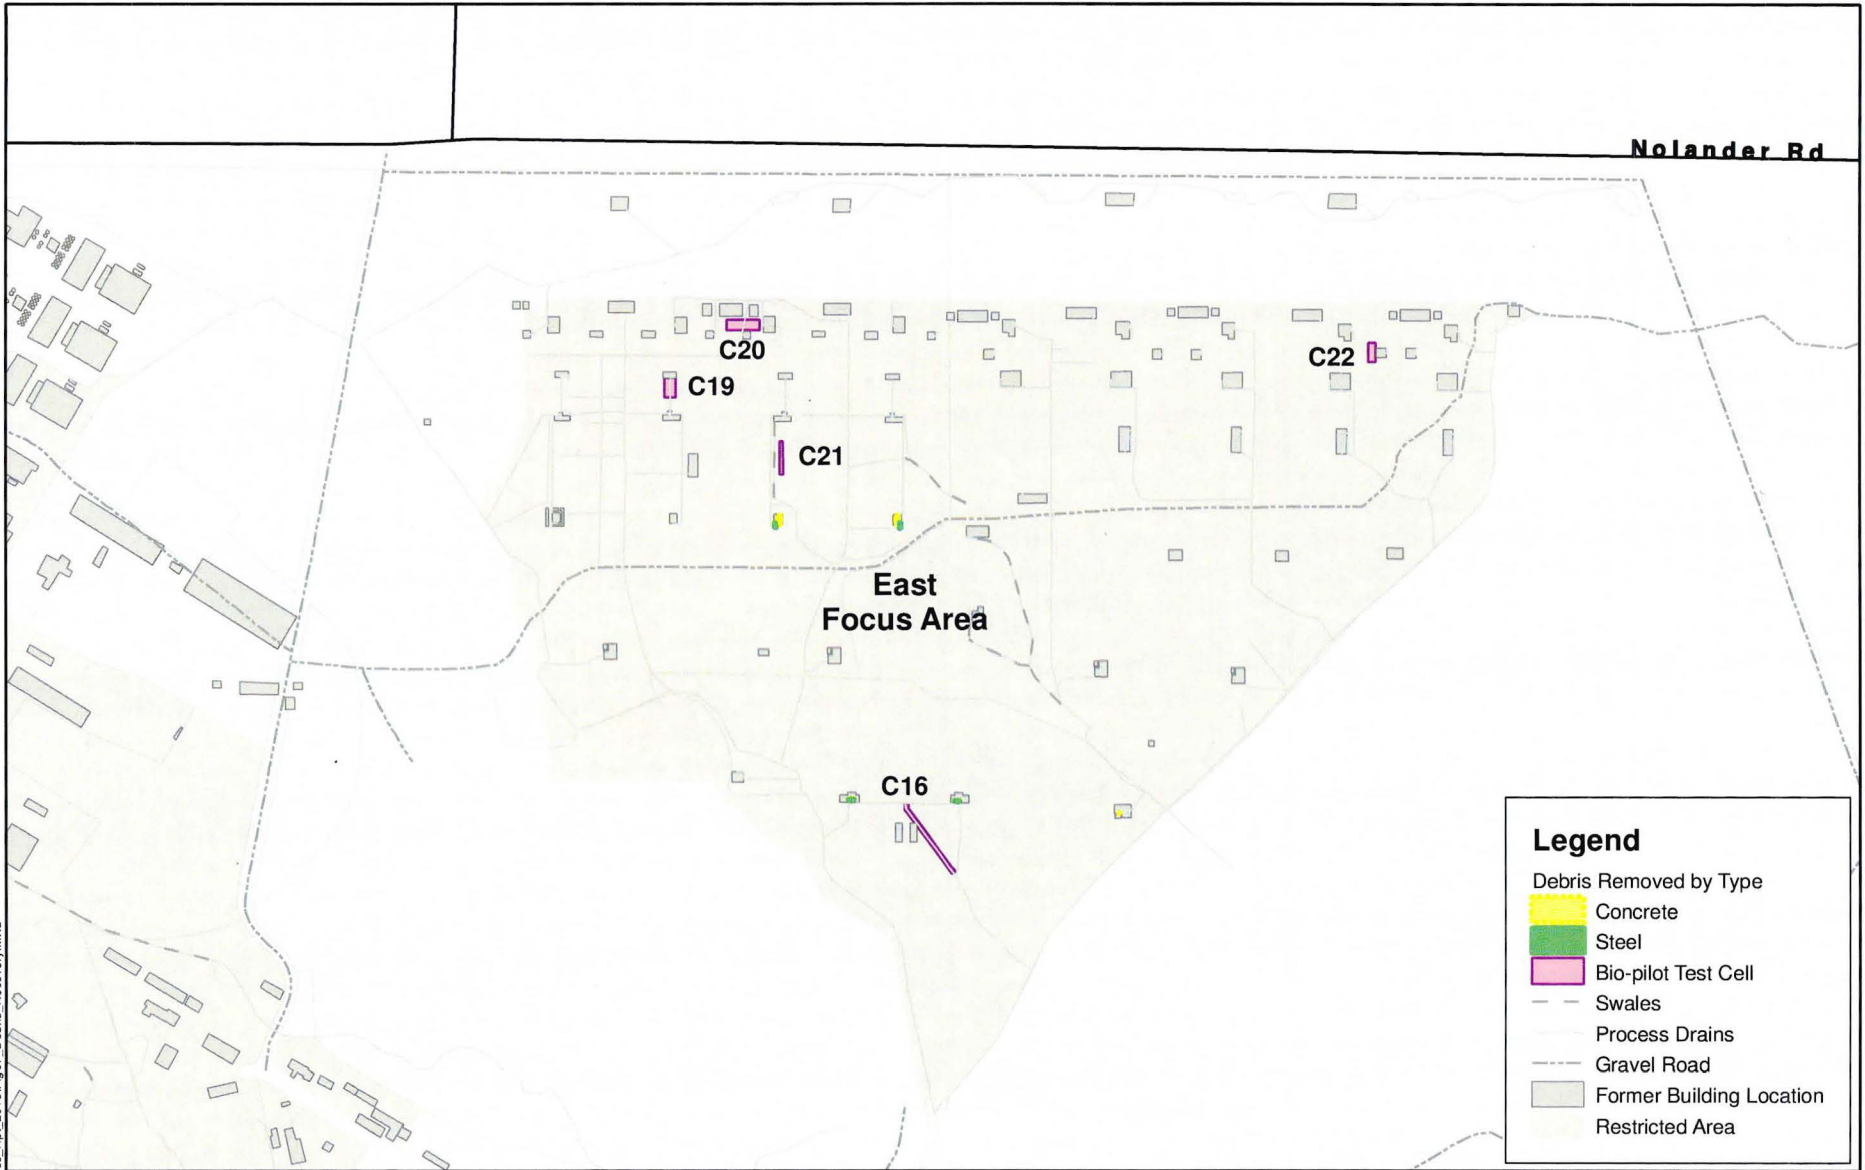 Nolander Rd
C20
C22
C19
C21
East
Focus Area
C16
Legend
Debris Removed by Type
Concrete
Steel
Bio-pilot Test Cell
Swales
Process Drains
Gravel Road
Former Building Location
Restricted Area